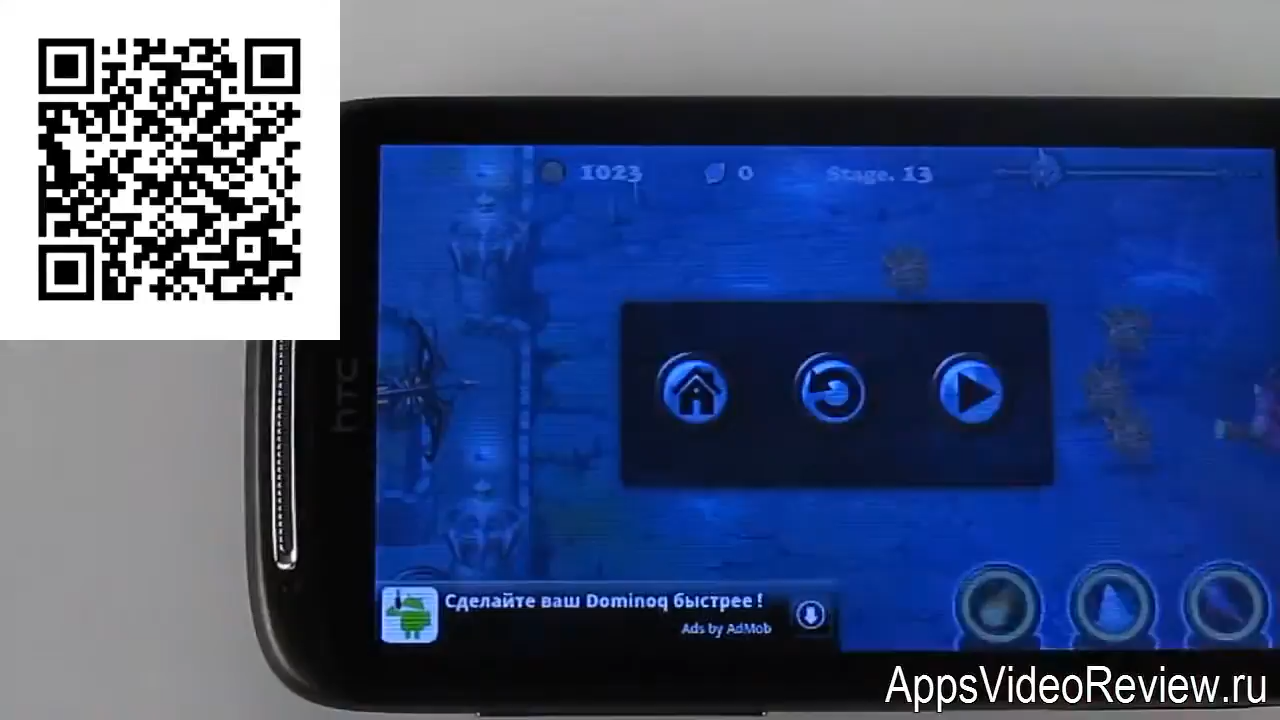 1023
0
Stage. 13
hTC
Сделайте ваш Dominoq быстрее !
Ads by AdMob
AppsVideoReview.ru